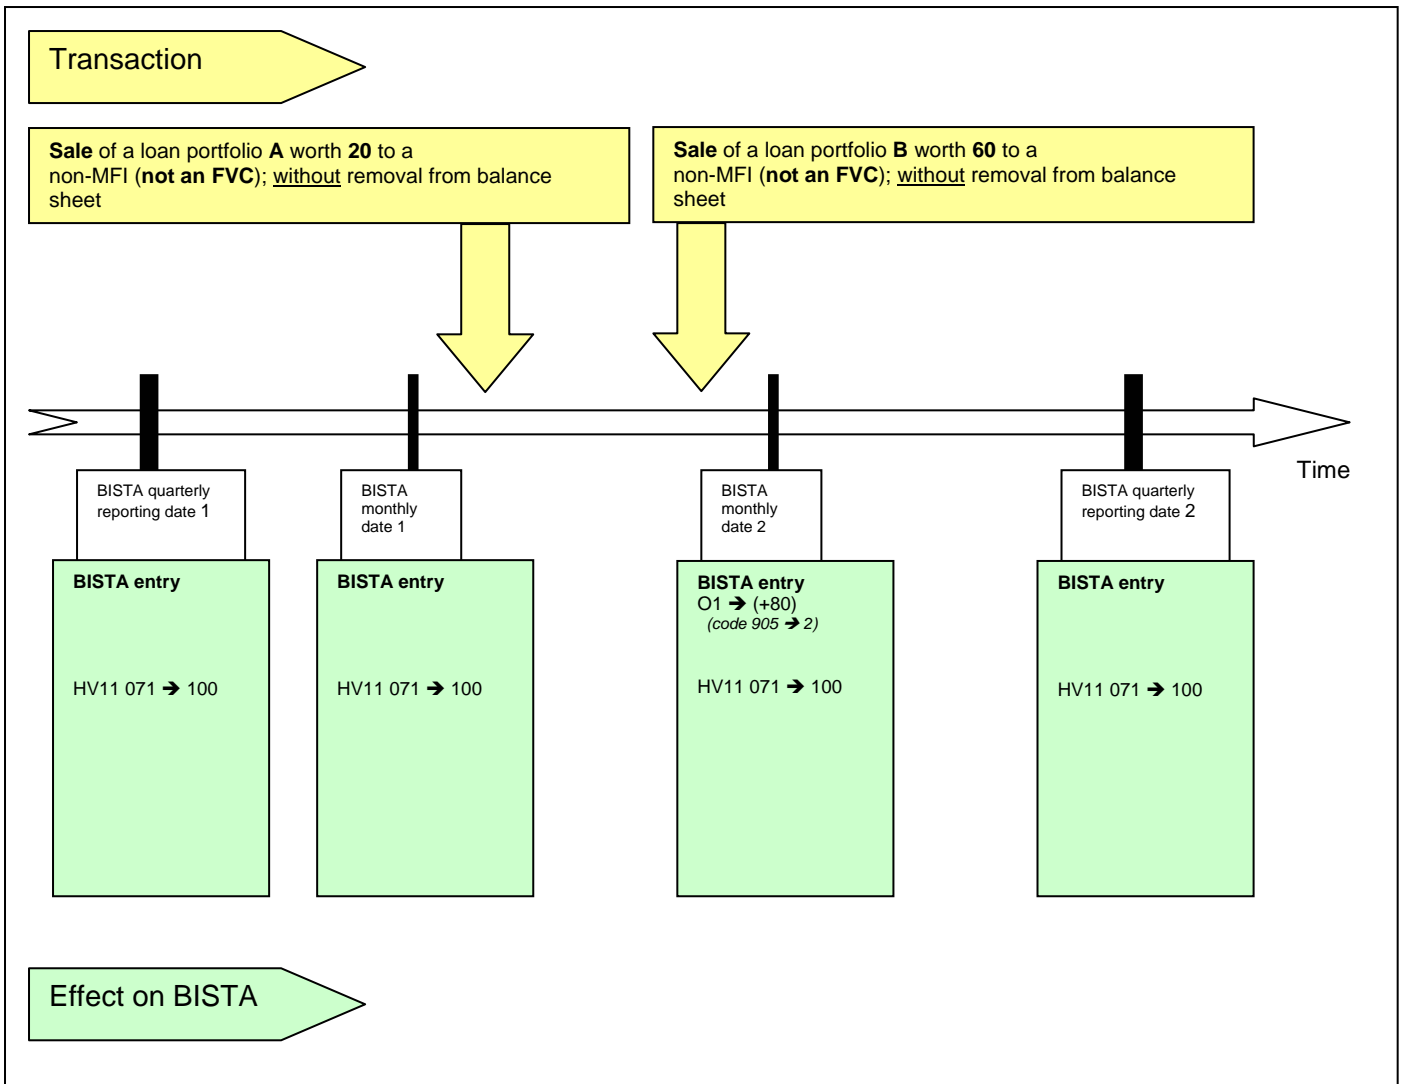 Transaction
Sale of a loan portfolio A worth 20 to a
non-MFI (not an FVC); without removal from balance
sheet
Sale of a loan portfolio B worth 60 to a
non-MFI (not an FVC); without removal from balance
sheet
Time
BISTA quarterly
reporting date 1
BISTA
monthly
date 1
BISTA
monthly
date 2
BISTA quarterly
reporting date 2
BISTA entry
HV11 071 ➔ 100
BISTA entry
HV11 071 ➔ 100
BISTA entry
O1 ➔ (+80)
(code 905 ➔ 2)
HV11 071 ➔ 100
BISTA entry
HV11 071 ➔ 100
Effect on BISTA